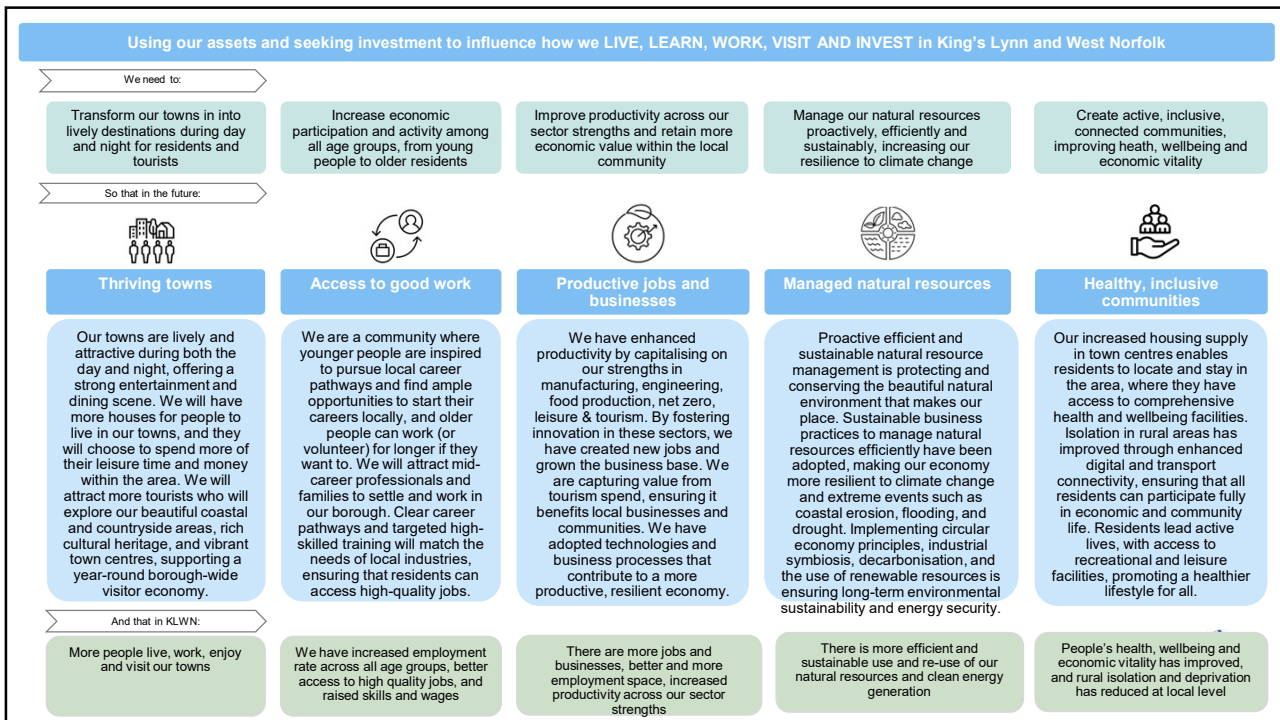 Using our assets and seeking investment to influence how we LIVE, LEARN, WORK, VISIT AND INVEST in King's Lynn and West Norfolk
We need to:
Transform our towns in into
lively destinations during day
and night for residents and
tourists
Increase economic
participation and activity among
all age groups, from young
people to older residents
Improve productivity across our
sector strengths and retain more
economic value within the local
community
Manage our natural resources
proactively, efficiently and
sustainably, increasing our
resilience to climate change
Create active, inclusive,
connected communities,
improving heath, wellbeing and
economic vitality
So that in the future:
Thriving towns
Access to good work
Productive jobs and
businesses
Managed natural resources
Healthy, inclusive
communities
Our towns are lively and
attractive during both the
day and night, offering a
strong entertainment and
dining scene. We will have
more houses for people to
live in our towns, and they
will choose to spend more of
their leisure time and money
within the area. We will
attract more tourists who will
explore our beautiful coastal
and countryside areas, rich
cultural heritage, and vibrant
town centres, supporting a
year-round borough-wide
visitor economy.
We are a community where
younger people are inspired
to pursue local career
pathways and find ample
opportunities to start their
careers locally, and older
people can work (or
volunteer) for longer if they
want to. We will attract mid-
career professionals and
families to settle and work in
our borough. Clear career
pathways and targeted high-
skilled training will match the
needs of local industries,
ensuring that residents can
access high-quality jobs.
We have enhanced
productivity by capitalising on
our strengths in
manufacturing, engineering,
food production, net zero,
leisure & tourism. By fostering
innovation in these sectors, we
have created new jobs and
grown the business base. We
are capturing value from
tourism spend, ensuring it
benefits local businesses and
communities. We have
adopted technologies and
business processes that
contribute to a more
productive, resilient economy.
Proactive efficient and
sustainable natural resource
management is protecting and
conserving the beautiful natural
environment that makes our
place. Sustainable business
practices to manage natural
resources efficiently have been
adopted, making our economy
more resilient to climate change
and extreme events such as
coastal erosion, flooding, and
drought. Implementing circular
economy principles, industrial
symbiosis, decarbonisation, and
the use of renewable resources is
ensuring long-term environmental
sustainability and energy security.
Our increased housing supply
in town centres enables
residents to locate and stay in
the area, where they have
access to comprehensive
health and wellbeing facilities.
Isolation in rural areas has
improved through enhanced
digital and transport
connectivity, ensuring that all
residents can participate fully
in economic and community
life. Residents lead active
lives, with access to
recreational and leisure
facilities, promoting a healthier
lifestyle for all.
And that in KLWN:
More people live, work, enjoy
and visit our towns
We have increased employment
rate across all age groups, better
access to high quality jobs, and
raised skills and wages
There are more jobs and
businesses, better and more
employment space, increased
productivity across our sector
strengths
There is more efficient and
sustainable use and re-use of our
natural resources and clean energy
generation
People's health, wellbeing and
economic vitality has improved,
and rural isolation and deprivation
has reduced at local level